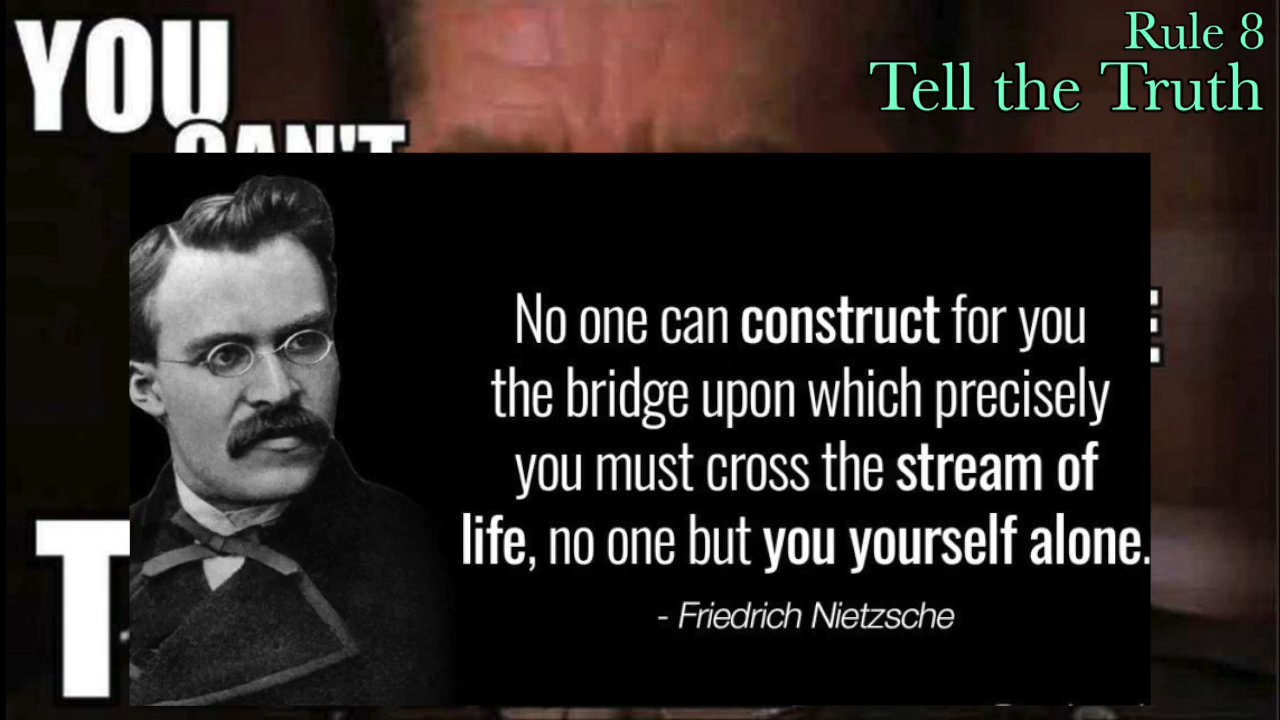 YOU
CAN'T
Rule 8
Tell the Truth
No one can construct for you
the bridge upon which precisely
you must cross the stream of
life, no one but you yourself alone.
- Friedrich Nietzsche
T
E